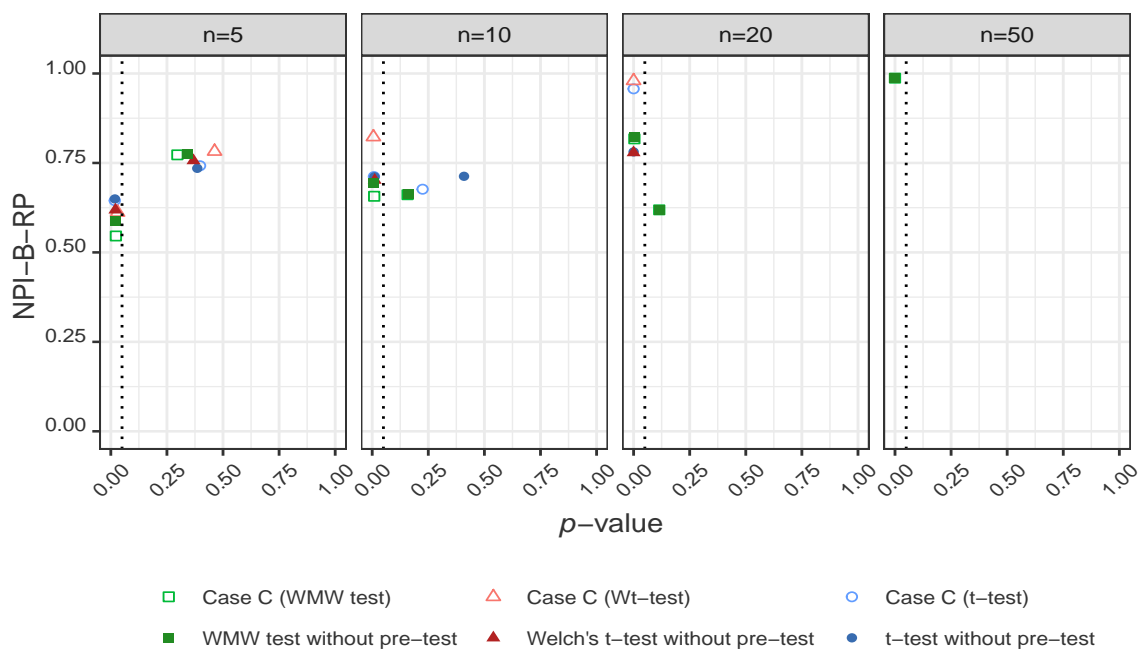 n=5 n=10 n=20 n=50
1.00
0.75
0.50
0.25
0.00
NPI−B−RP
0.00 0.25 0.50 0.75 1.00 0.00 0.25 0.50 0.75 1.00 0.00 0.25 0.50 0.75 1.00 0.00 0.25 0.50 0.75 1.00
p−value
Case C (WMW test) Case C (Wt−test) Case C (t−test)
WMW test without pre−test Welch's t−test without pre−test t−test without pre−test